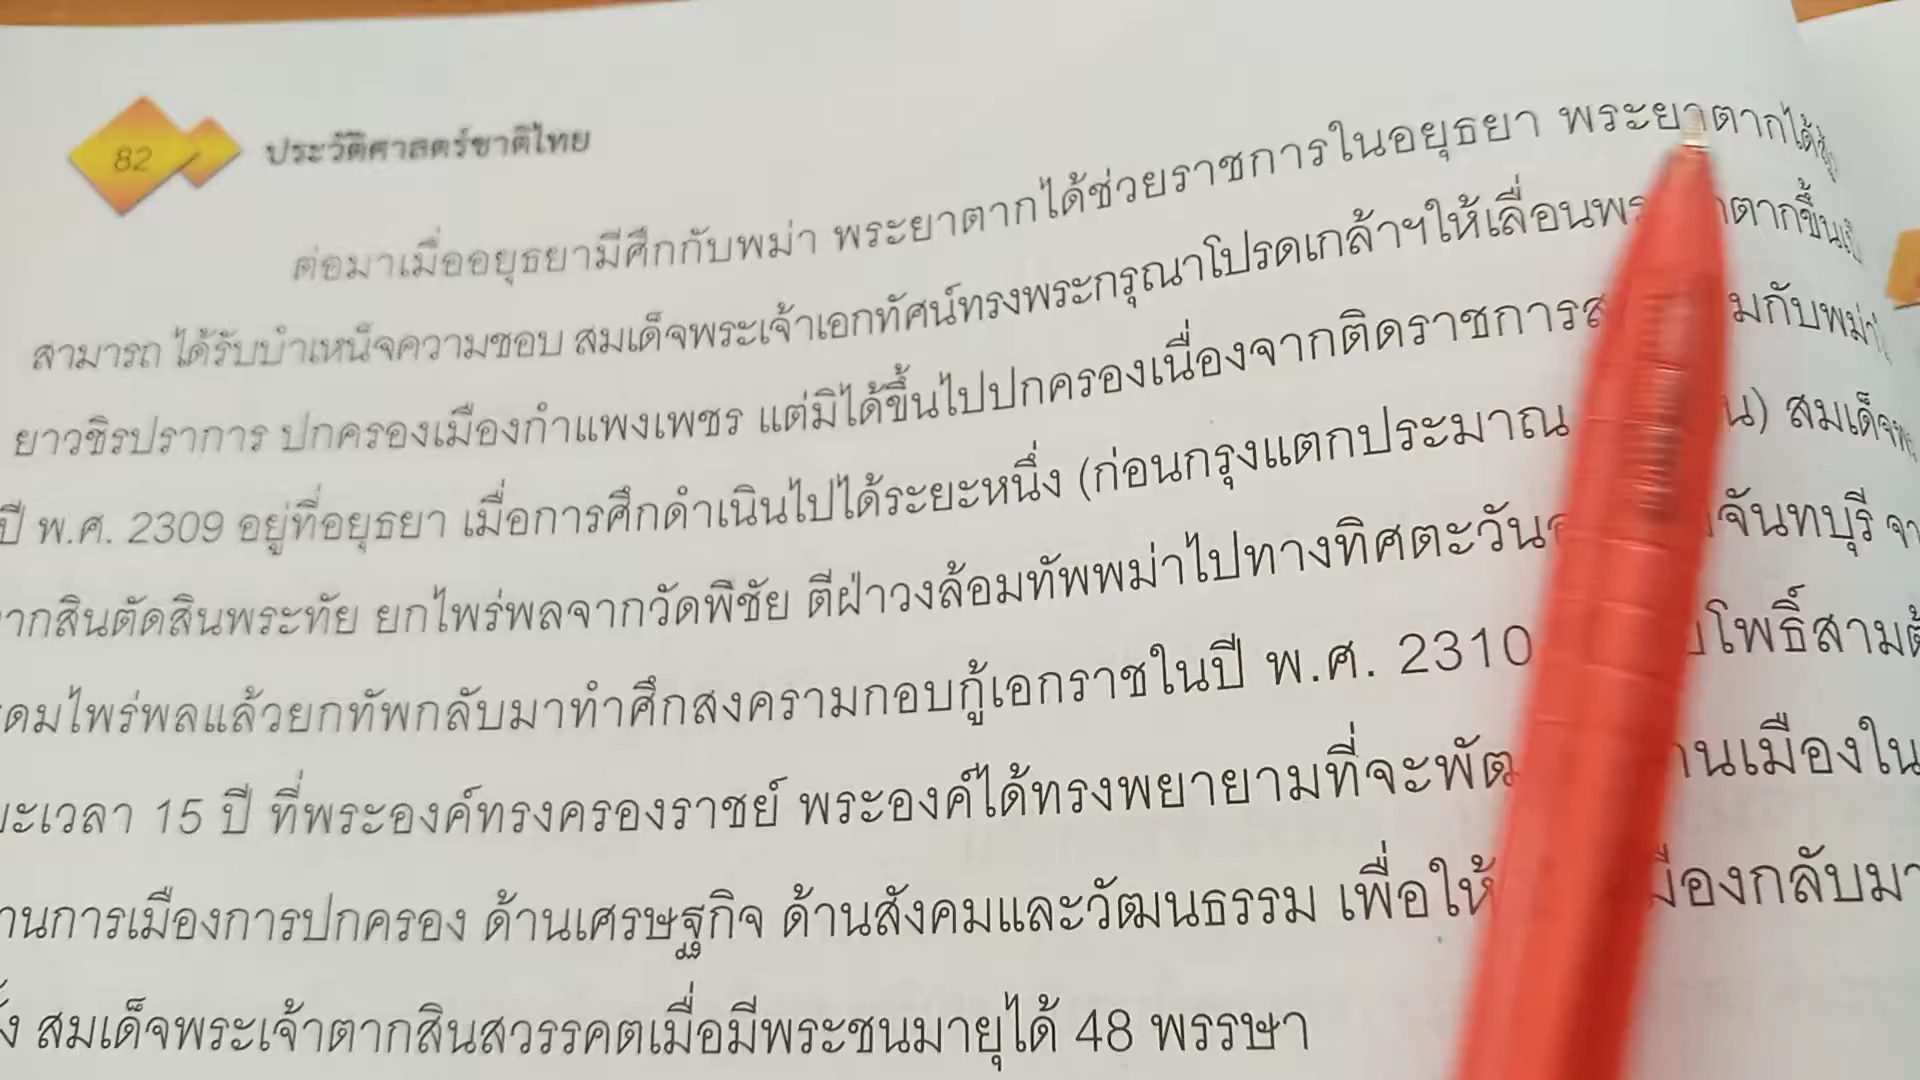 82
ประวัติศาสตร์ชาติไทย
ต่อมาเมื่ออยุธยามีศึกกับพม่า พระยาตากได้ช่วยราชการในอยุธยา พระยาตากได้
สามารถ ได้รับบำเหน็จความชอบ สมเด็จพระเจ้าเอกทัศน์ทรงพระกรุณาโปรดเกล้าฯให้เลื่อน ตากขึ้น
ยาวชิรปราการ ปกครองเมืองกำแพงเพชร แต่มิได้ขึ้นไปปกครองเนื่องจากติดราชการ มกับพม่า
ปี พ.ศ. 2309 อยู่ที่อยุธยา เมื่อการศึกดำเนินไปได้ระยะหนึ่ง (ก่อนกรุงแตกประมาณ น) สมเด็จ
ากสินตัดสินพระทัย ยกไพร่พลจากวัดพิชัย ตีฝ่าวงล้อมทัพพม่าไปทางทิศตะวัน จันทบุรี จา
ดมไพร่พลแล้วยกทัพกลับมาทำศึกสงครามกอบกู้เอกราชในปี พ.ศ. 2310 โพธิ์สามต้
ยะเวลา 15 ปี ที่พระองค์ทรงครองราชย์ พระองค์ได้ทรงพยายามที่จะพัฒ านเมืองใน
านการเมืองการปกครอง ด้านเศรษฐกิจ ด้านสังคมและวัฒนธรรม เพื่อให้ มืองกลับมา
ง สมเด็จพระเจ้าตากสินสวรรคตเมื่อมีพระชนมายุได้ 48 พรรษา